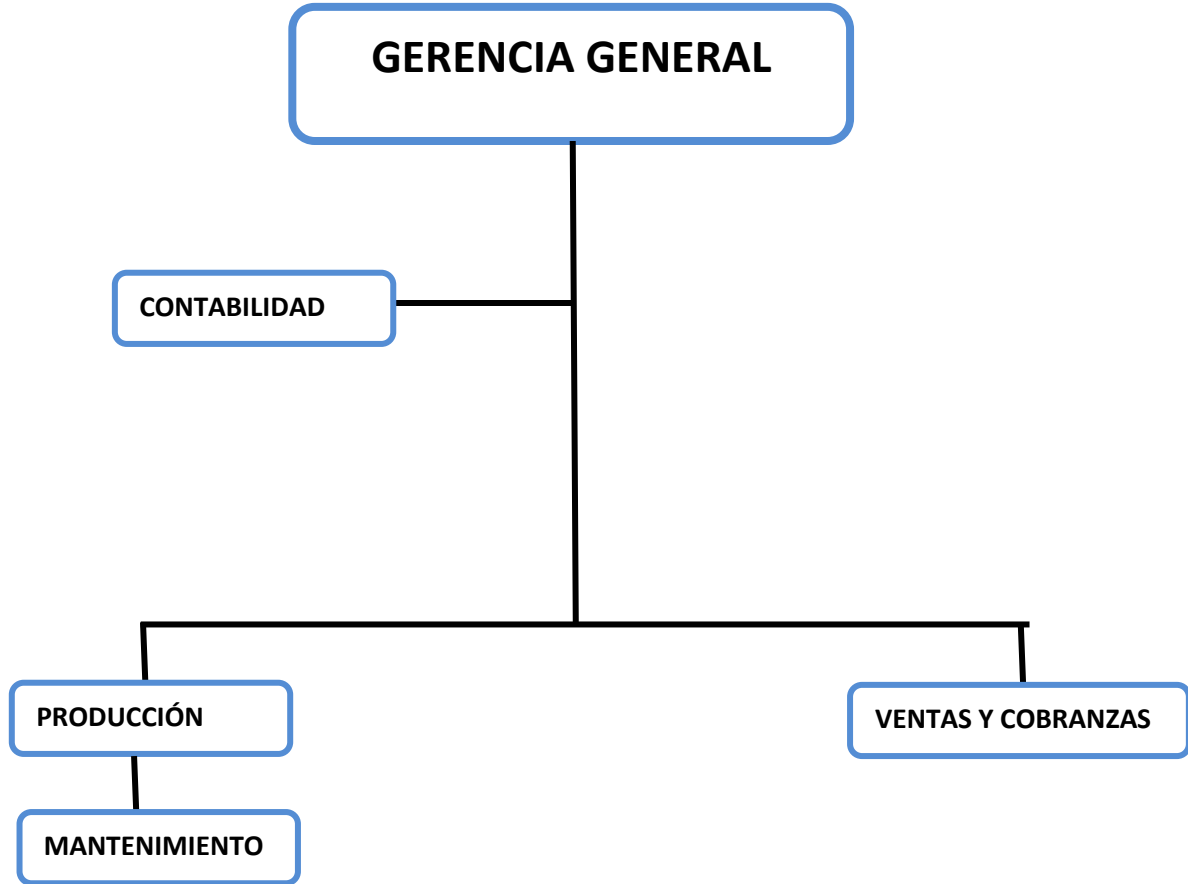 GERENCIA GENERAL
CONTABILIDAD
PRODUCCIÓN
VENTAS Y COBRANZAS
MANTENIMIENTO